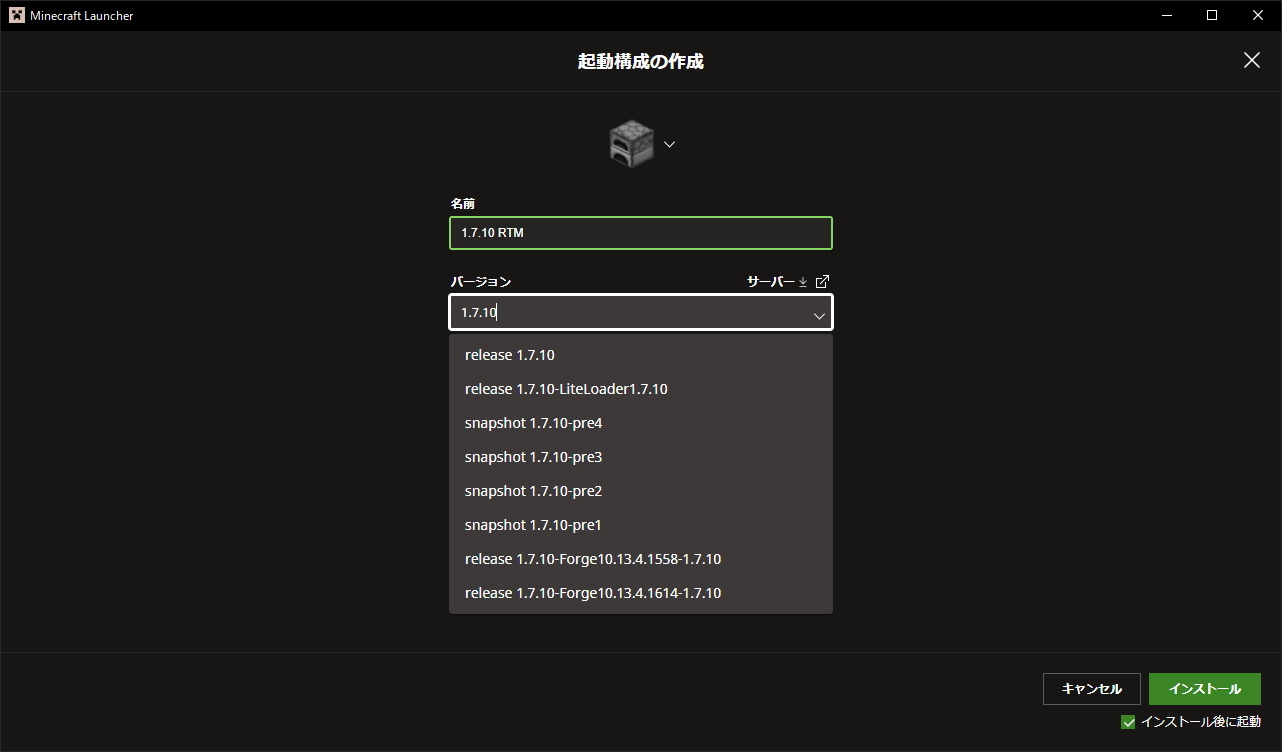 Minecraft Launcher
起動構成の作成
名前
1.7.10 RTM
バージョン サーバー
1.7.10
release 1.7.10
release 1.7.10-LiteLoader1.7.10
snapshot 1.7.10-pre4
snapshot 1.7.10-pre3
snapshot 1.7.10-pre2
snapshot 1.7.10-pre1
release 1.7.10-Forge10.13.4.1558-1.7.10
release 1.7.10-Forge10.13.4.1614-1.7.10
キャンセル インストール
インストール後に起動